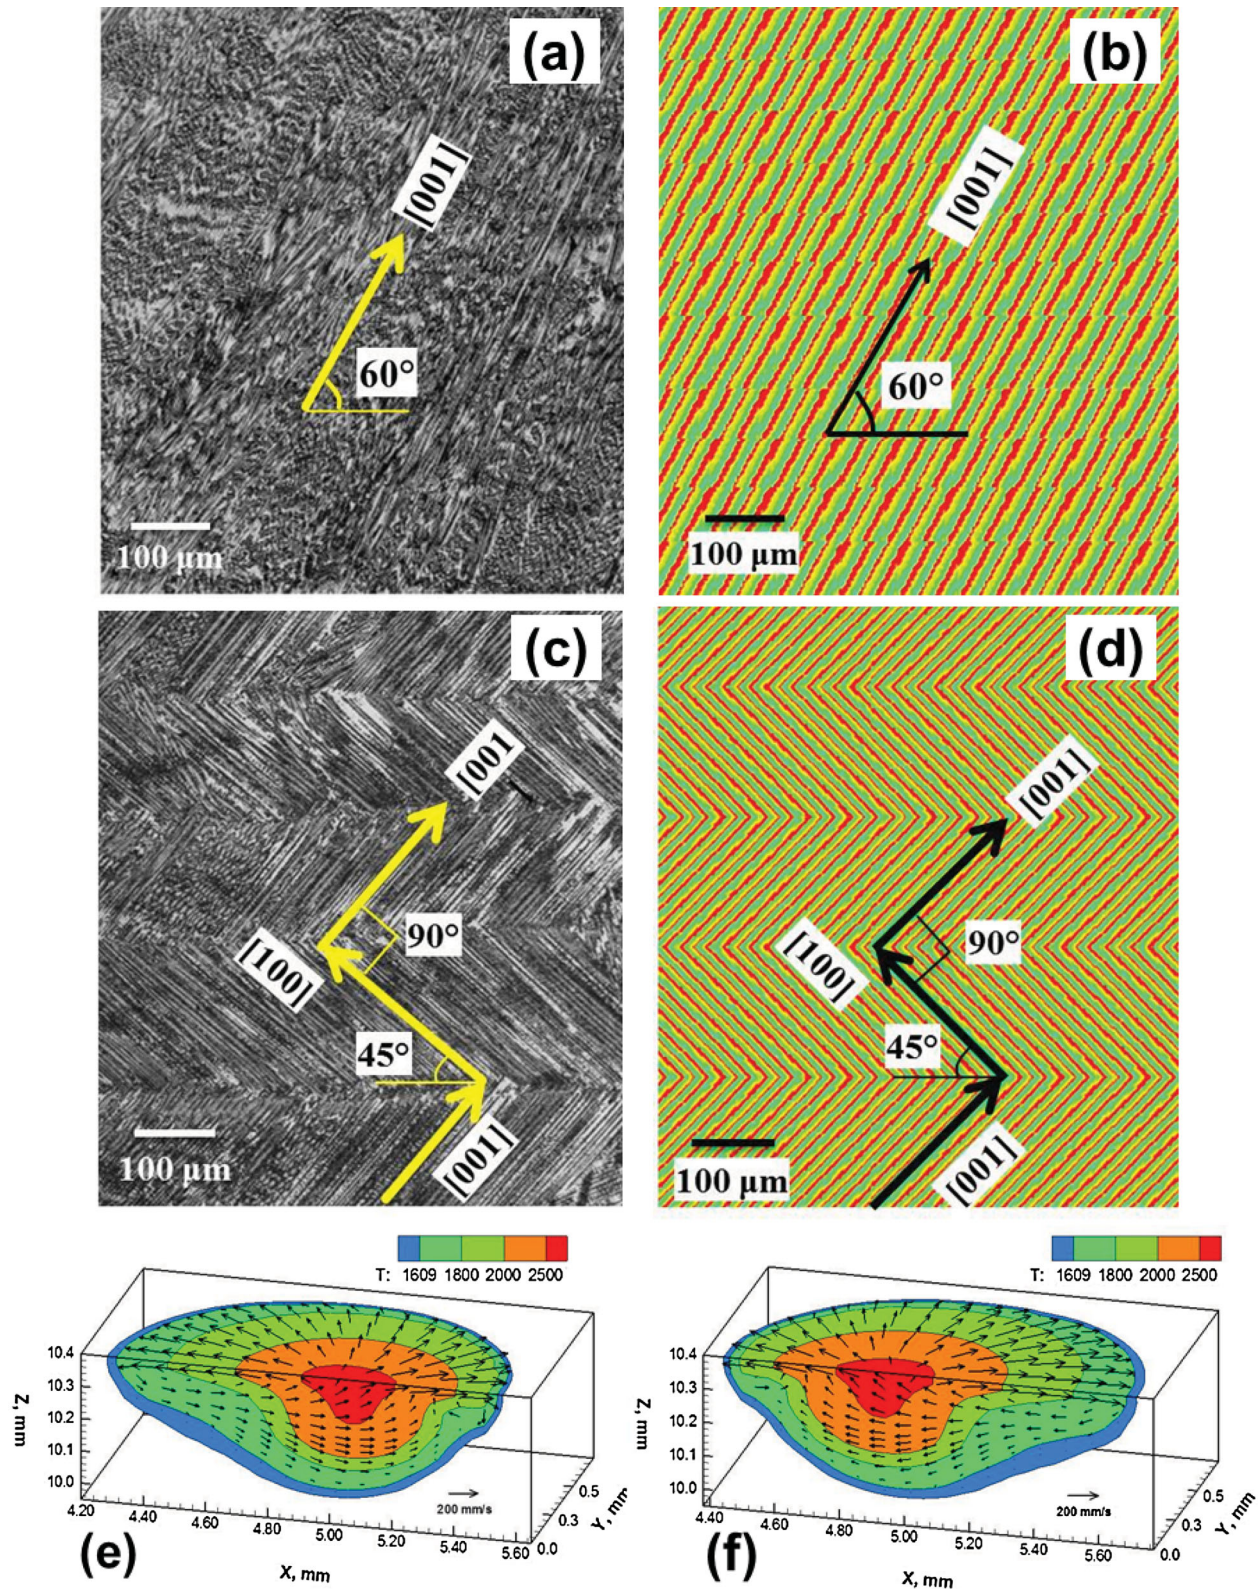 (a)
[001]
60°
100 µm
(b)
[001]
60°
100 µm
(c)
[001
90°
[100]
45°
100 µm
[001]
(d)
[001]
90°
[100]
45°
100 µm
[001]
T: 1609 1800 2000 2500
10.4
10.3
10.2
10.1
10.0
Z, mm
4.20 4.40 4.60 4.80 5.00 5.20 5.40 5.60
X, mm
0.0
0.3
0.5
Y, mm
200 mm/s
(e)
T: 1609 1800 2000 2500
10.4
10.3
10.2
10.1
10.0
Z, mm
4.40 4.60 4.80 5.00 5.20 5.40 5.60
X, mm
0.0
0.3
0.5
Y, mm
200 mm/s
(f)